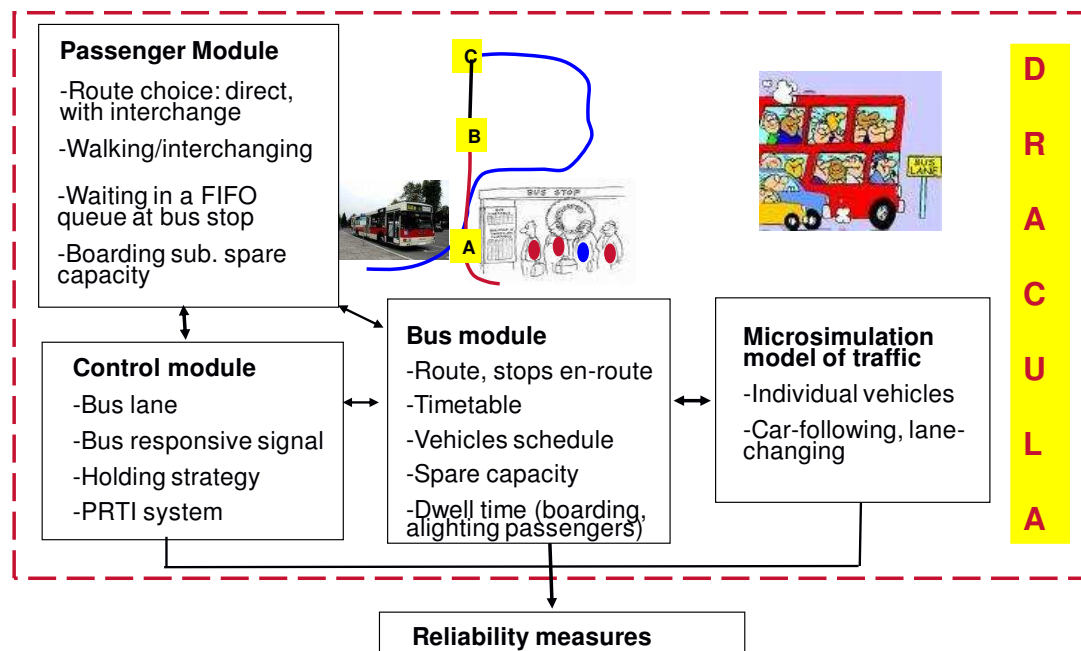 Passenger Module
-Route choice: direct,
with interchange
-Walking/interchanging
-Waiting in a FIFO
queue at bus stop
-Boarding sub. spare
capacity
C
B
A
BUS STOP
BUS
LANE
Control module
-Bus lane
-Bus responsive signal
-Holding strategy
-PRTI system
Bus module
-Route, stops en-route
-Timetable
-Vehicles schedule
-Spare capacity
-Dwell time (boarding,
alighting passengers)
Microsimulation
model of traffic
-Individual vehicles
-Car-following, lane-
changing
D
R
A
C
U
L
A
Reliability measures